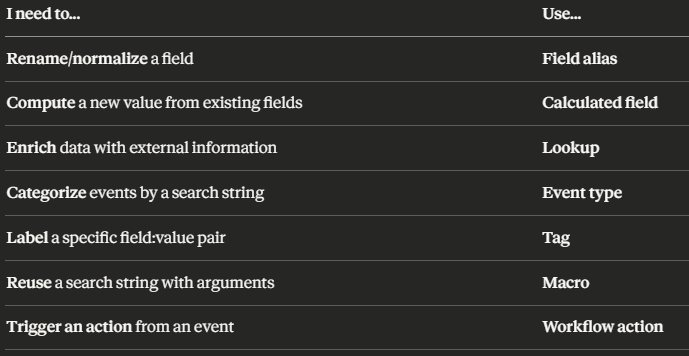 I need to... Use...
Rename/normalize a field Field alias
Compute a new value from existing fields Calculated field
Enrich data with external information Lookup
Categorize events by a search string Event type
Label a specific field:value pair Tag
Reuse a search string with arguments Macro
Trigger an action from an event Workflow action